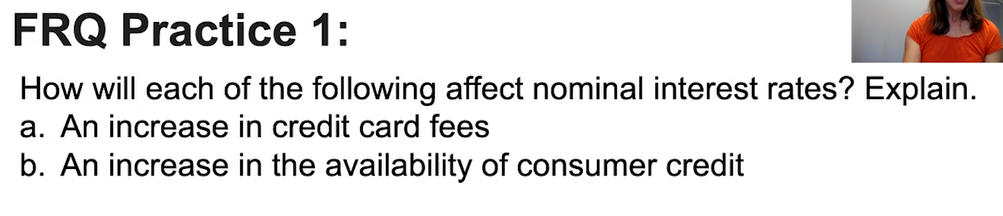 FRQ Practice 1:
How will each of the following affect nominal interest rates? Explain.
a. An increase in credit card fees
b. An increase in the availability of consumer credit